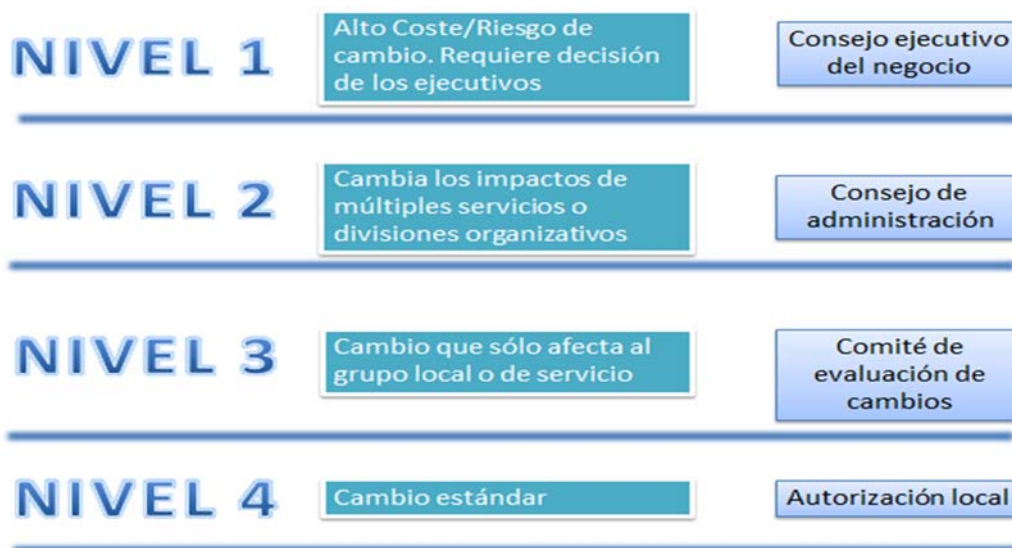 NIVEL 1
Alto Coste/Riesgo de
cambio. Requiere decisión
de los ejecutivos
Consejo ejecutivo
del negocio
NIVEL 2
Cambia los impactos de
múltiples servicios o
divisiones organizativos
Consejo de
administración
NIVEL 3
Cambio que sólo afecta al
grupo local o de servicio
Comité de
evaluación de
cambios
NIVEL 4
Cambio estándar
Autorización local